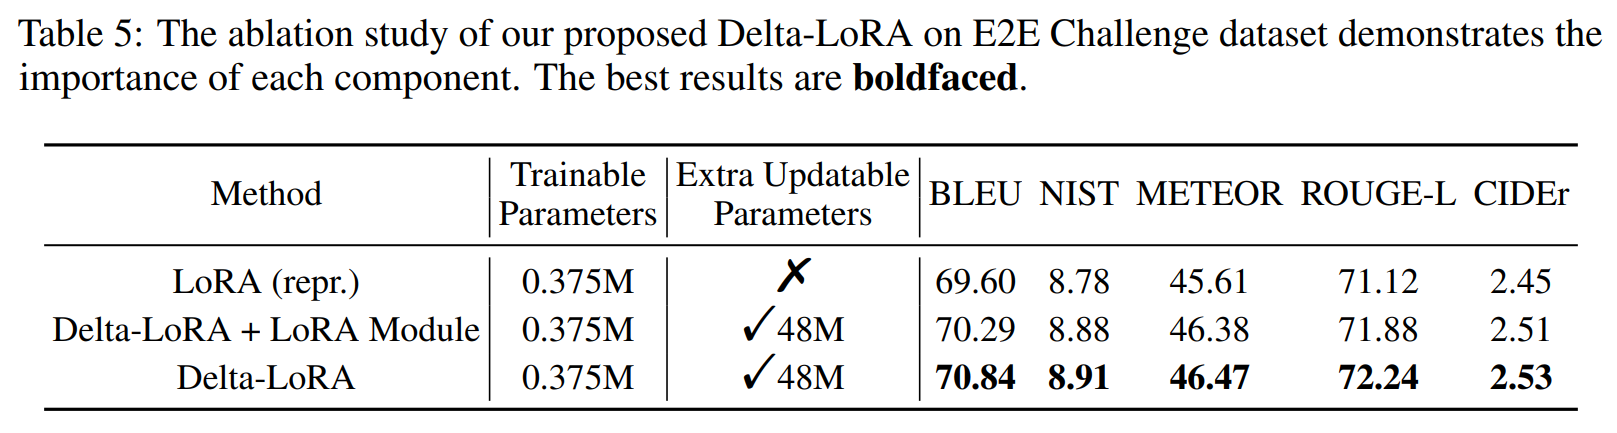 Table 5: The ablation study of our proposed Delta-LoRA on E2E Challenge dataset demonstrates the
importance of each component. The best results are boldfaced.
Method Trainable Parameters Extra Updatable Parameters BLEU NIST METEOR ROUGE-L CIDEr
LoRA (repr.) 0.375M ✗ 69.60 8.78 45.61 71.12 2.45
Delta-LoRA + LoRA Module 0.375M ✓48M 70.29 8.88 46.38 71.88 2.51
Delta-LoRA 0.375M ✓48M 70.84 8.91 46.47 72.24 2.53